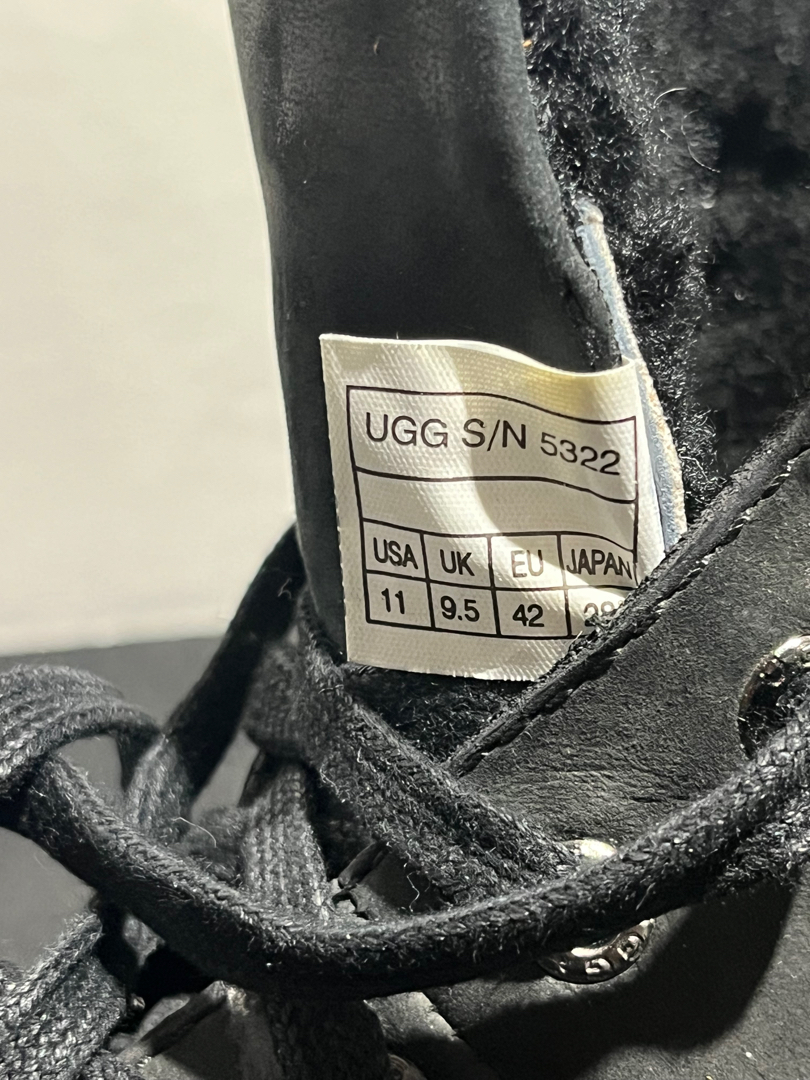 UGG S/N 5322
USA UK EU JAPAN
11 9.5 42